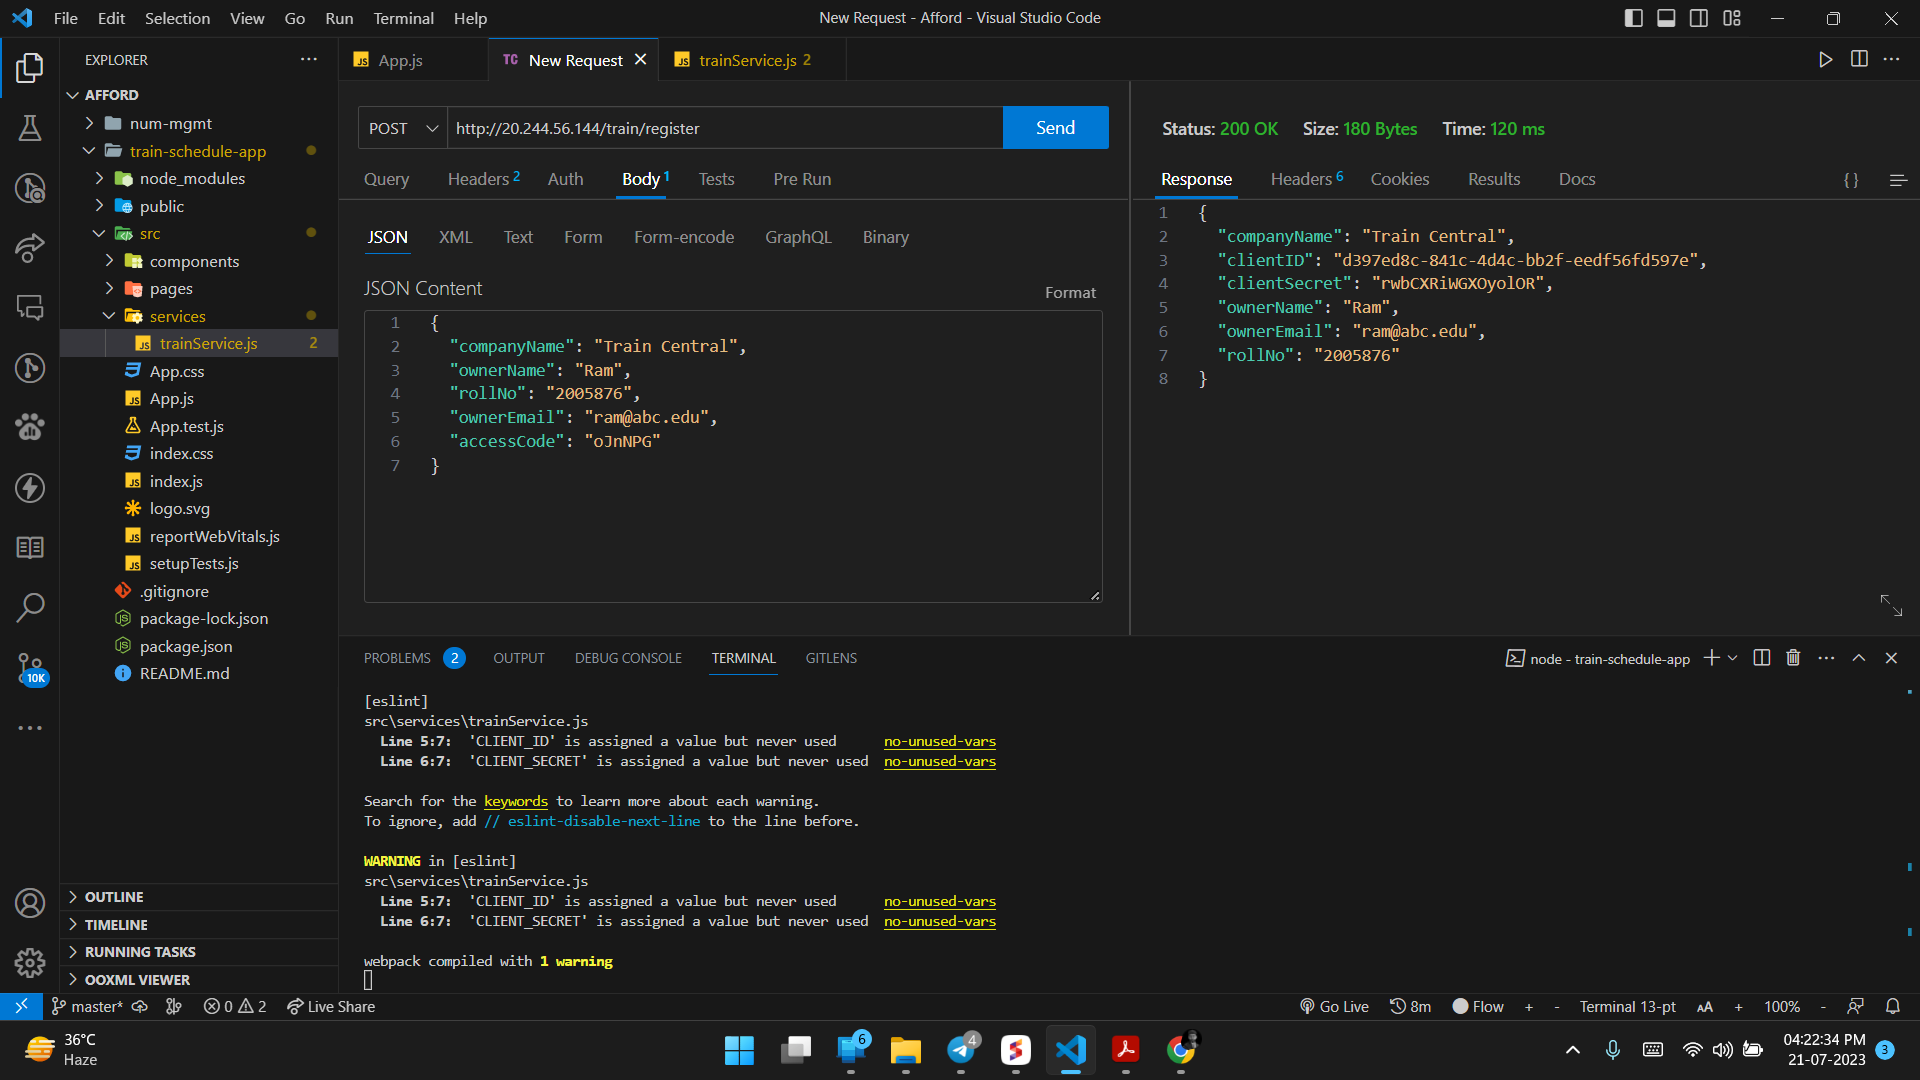 File Edit Selection View Go Run Terminal Help
New Request - Afford - Visual Studio Code
EXPLORER
AFFORD
num-mgmt
train-schedule-app
node_modules
public
src
components
pages
services
JS trainService.js 2
App.css
JS App.js
App.test.js
index.css
JS index.js
logo.svg
JS reportWebVitals.js
JS setupTests.js
.gitignore
package-lock.json
package.json
README.md
OUTLINE
TIMELINE
RUNNING TASKS
OOXML VIEWER
10K
JS App.js
TC New Request
JS trainService.js 2
POST http://20.244.56.144/train/register Send
Query Headers 2 Auth Body 1 Tests Pre Run
JSON XML Text Form Form-encode GraphQL Binary
JSON Content
Format
1 {
2 "companyName": "Train Central",
3 "ownerName": "Ram",
4 "rollNo": "2005876",
5 "ownerEmail": "ram@abc.edu",
6 "accessCode": "oJnNPG"
7 }
Status: 200 OK Size: 180 Bytes Time: 120 ms
Response Headers 6 Cookies Results Docs { }
1 {
2 "companyName": "Train Central",
3 "clientID": "d397ed8c-841c-4d4c-bb2f-eedf56fd597e",
4 "clientSecret": "rwbCXRiWGXOyolOR",
5 "ownerName": "Ram",
6 "ownerEmail": "ram@abc.edu",
7 "rollNo": "2005876"
8 }
PROBLEMS 2 OUTPUT DEBUG CONSOLE TERMINAL GITLENS
node - train-schedule-app
[eslint]
src\services\trainService.js
Line 5:7: 'CLIENT_ID' is assigned a value but never used no-unused-vars
Line 6:7: 'CLIENT_SECRET' is assigned a value but never used no-unused-vars
Search for the keywords to learn more about each warning.
To ignore, add // eslint-disable-next-line to the line before.
WARNING in [eslint]
src\services\trainService.js
Line 5:7: 'CLIENT_ID' is assigned a value but never used no-unused-vars
Line 6:7: 'CLIENT_SECRET' is assigned a value but never used no-unused-vars
webpack compiled with 1 warning
master* 0 2 Live Share
Go Live 8m Flow + - Terminal 13-pt AA + 100% -
36°C
Haze
6
4
04:22:34 PM
21-07-2023
3